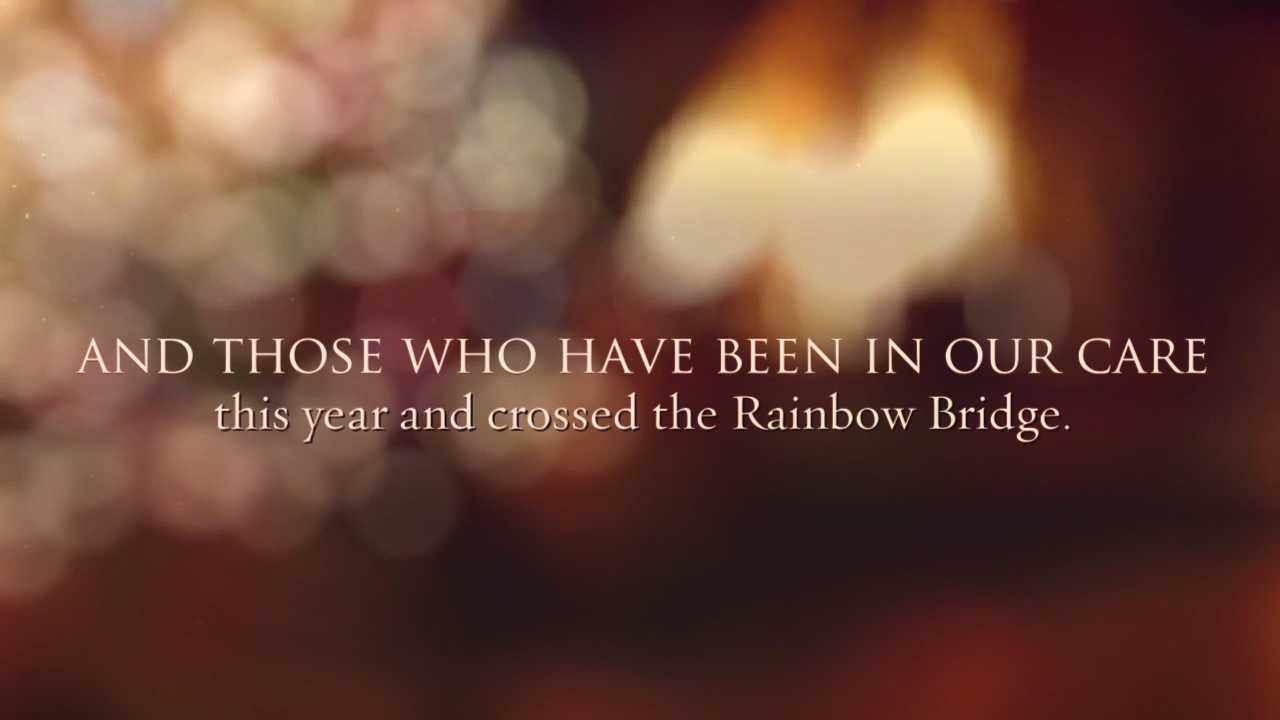 AND THOSE WHO HAVE BEEN IN OUR CARE
this year and crossed the Rainbow Bridge.